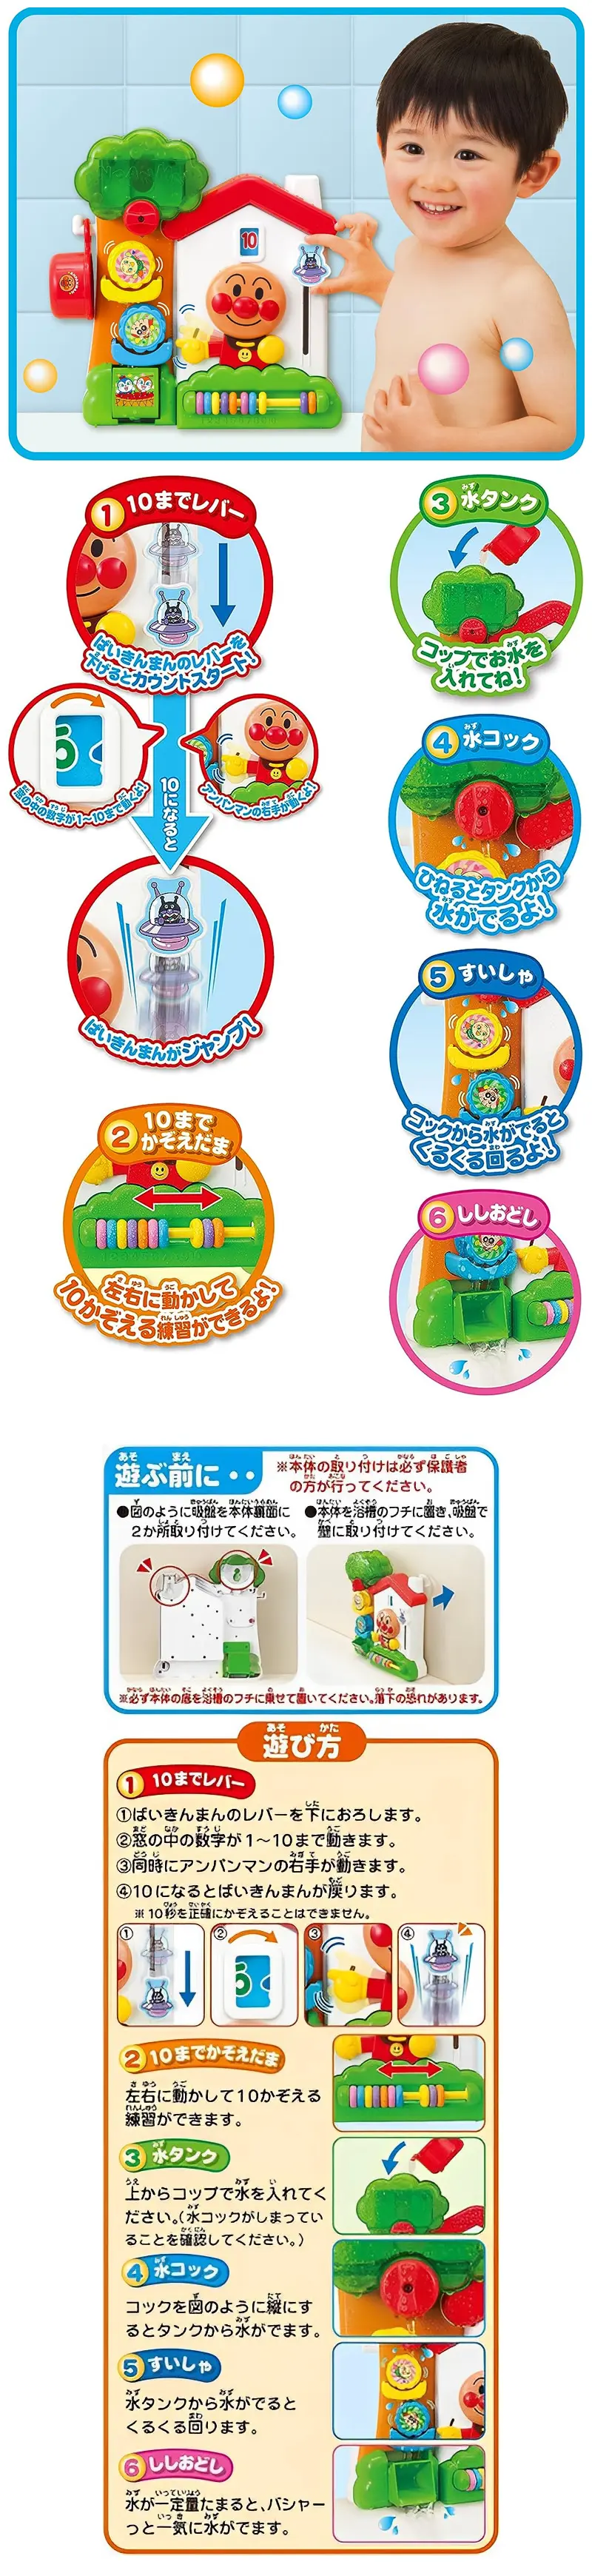 10
1 10までレバー
ばいきんまんのレバーを
下げるとカウントスタート!
窓の中の数字が1〜10まで動くよ!
アンパンマンの右手が動くよ!
10になると
ばいきんまんがジャンプ!
2 10まで
かぞえだま
左右に動かして
10かぞえる練習ができるよ!
3 水タンク
コップでお水を
入れてね!
4 水コック
ひねるとタンクから
水がでるよ!
5 すいしゃ
コックから水がでると
くるくる回るよ!
6 ししおどし
遊ぶ前に・・
※本体の取り付けは必ず保護者
の方が行ってください。
●図のように吸盤を本体裏面に
2か所取り付けてください。
●本体を浴槽のフチに置き、吸盤で
壁に取り付けてください。
※必ず本体の底を浴槽のフチに乗せて置いてください。落下の恐れがあります。
遊び方
1 10までレバー
①ばいきんまんのレバーを下におろします。
②窓の中の数字が1〜10まで動きます。
③同時にアンパンマンの右手が動きます。
④10になるとばいきんまんが戻ります。
※10秒を正確にかぞえることはできません。
① ② ③ ④
2 10までかぞえだま
左右に動かして10かぞえる
練習ができます。
3 水タンク
上からコップで水を入れてく
ださい。(水コックがしまってい
ることを確認してください。)
4 水コック
コックを図のように縦にす
るとタンクから水がでます。
5 すいしゃ
水タンクから水がでると
くるくる回ります。
6 ししおどし
水が一定量たまると、バシャー
っと一気に水がでます。